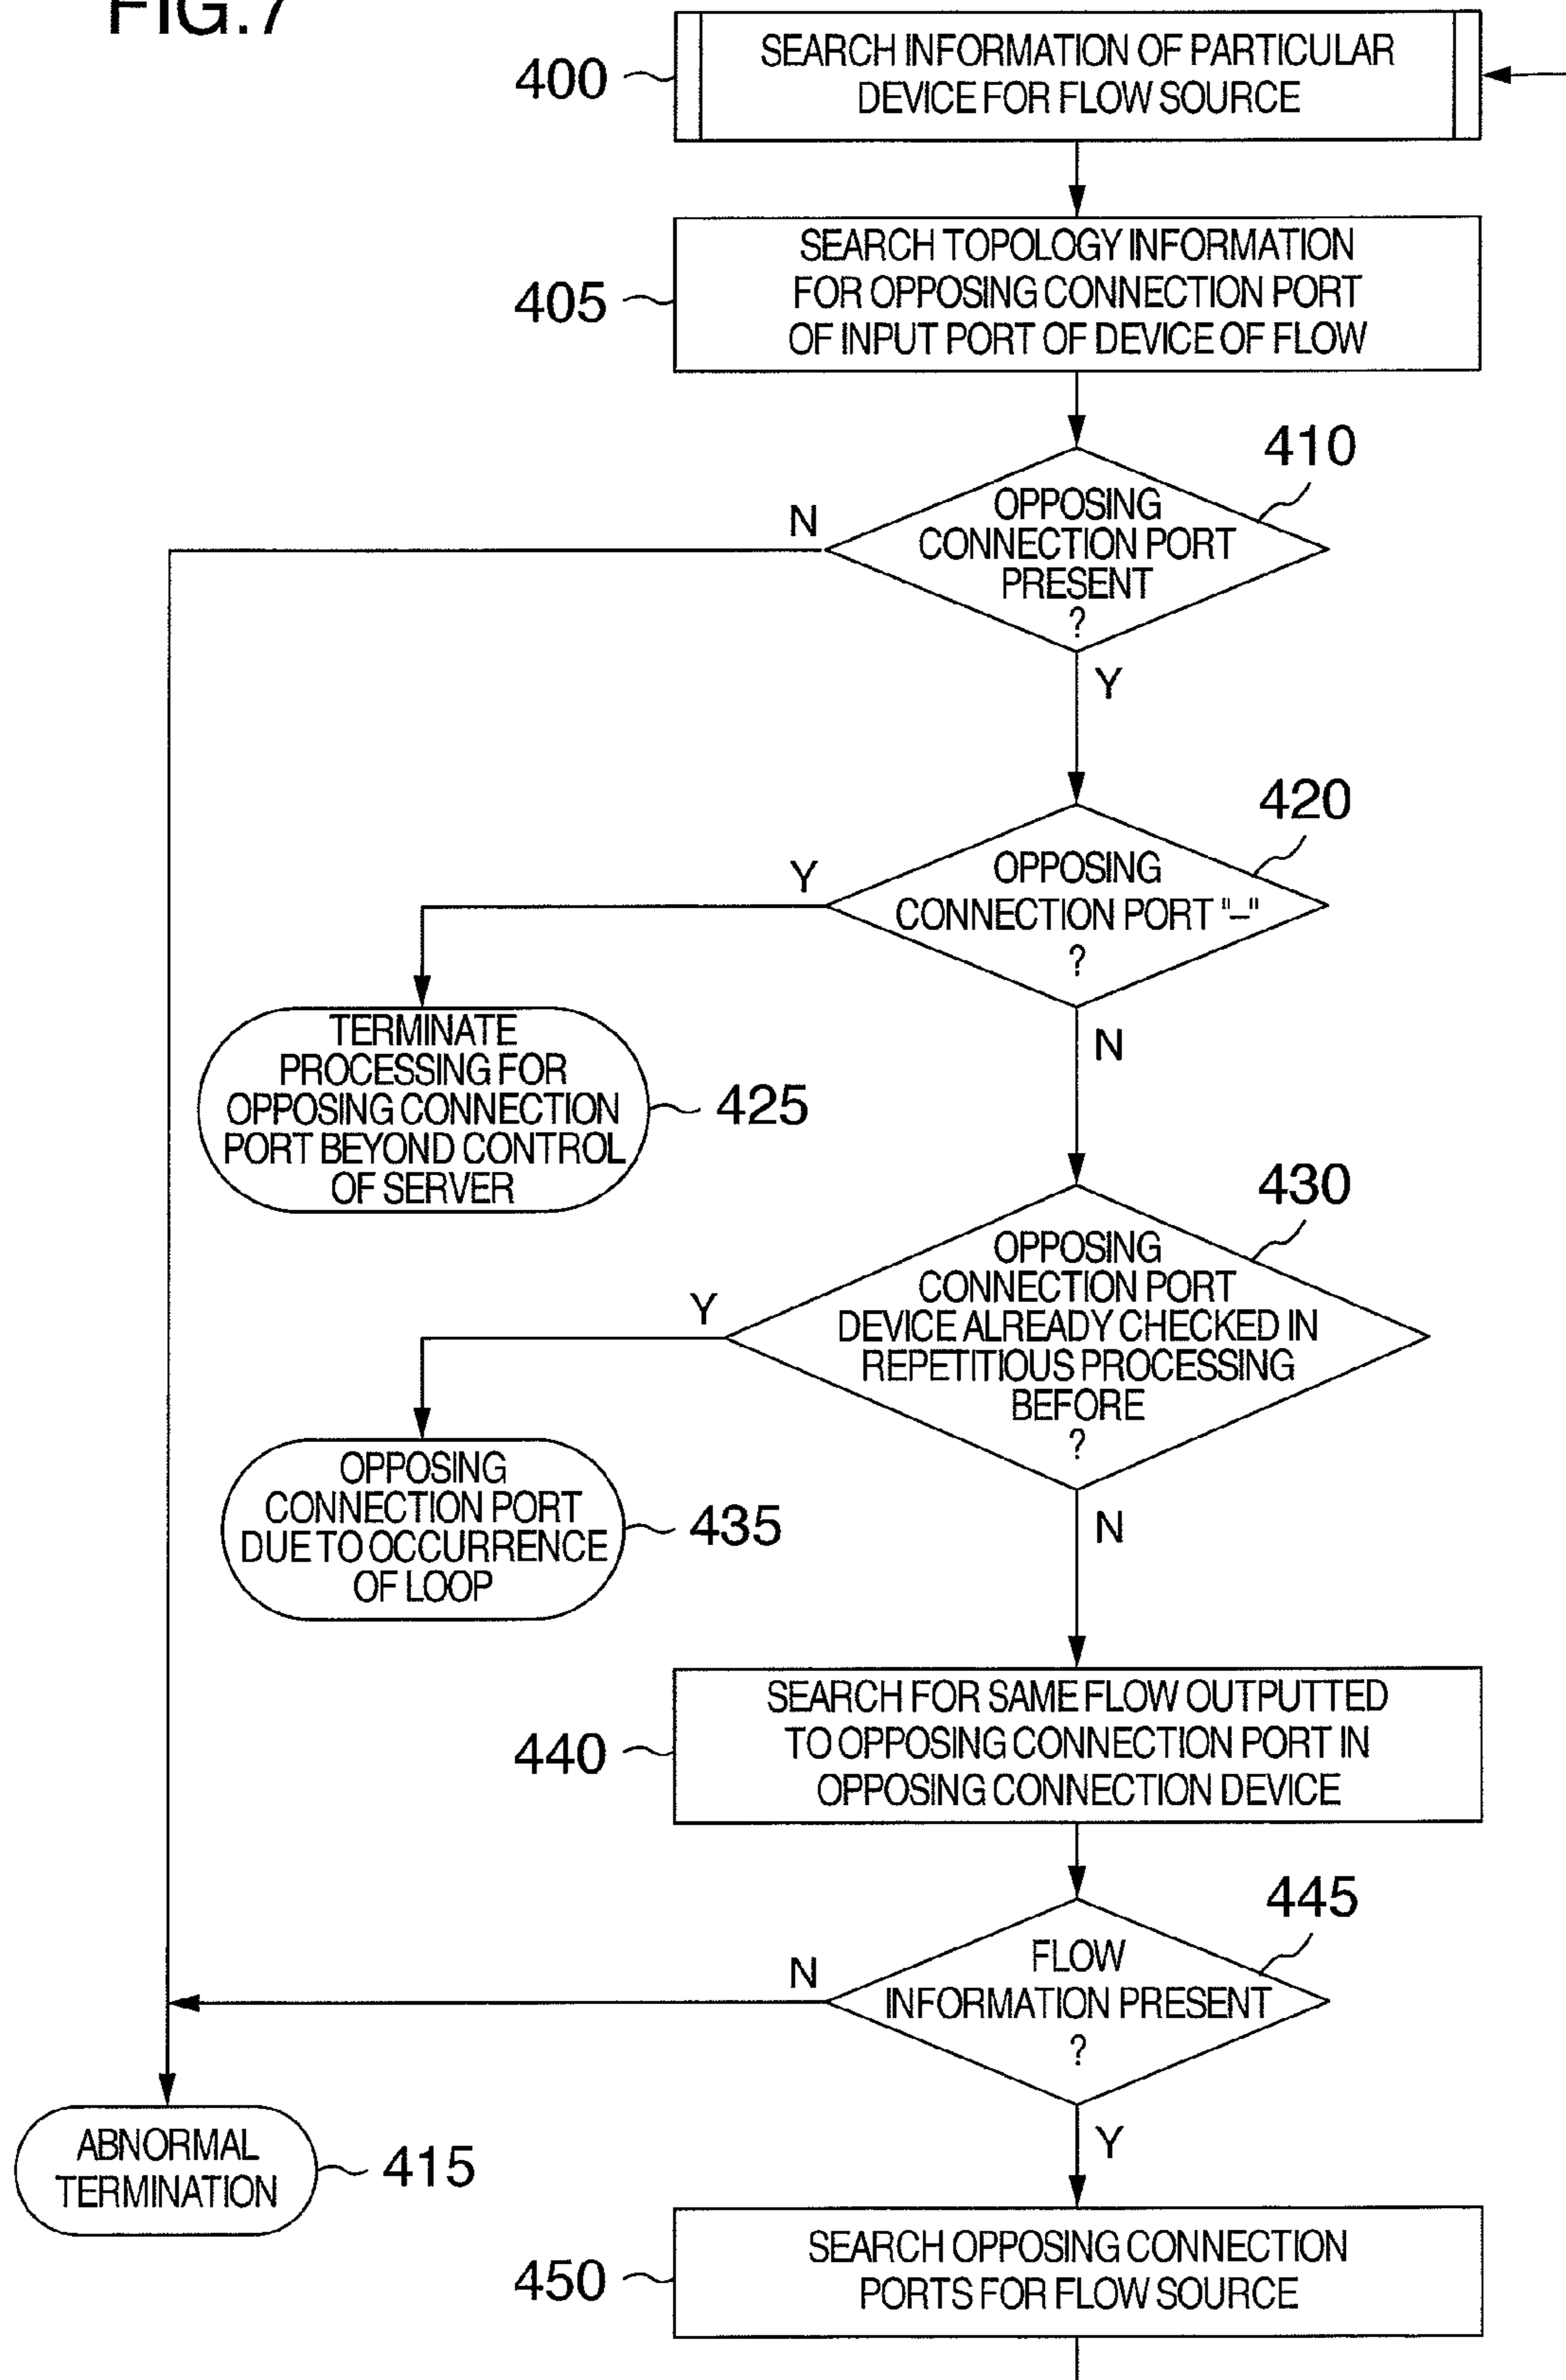 FIG.7
400
SEARCH INFORMATION OF PARTICULAR
DEVICE FOR FLOW SOURCE
405
SEARCH TOPOLOGY INFORMATION
FOR OPPOSING CONNECTION PORT
OF INPUT PORT OF DEVICE OF FLOW
410
OPPOSING
CONNECTION PORT
PRESENT
?
N
Y
420
OPPOSING
CONNECTION PORT "–"
?
Y
N
TERMINATE
PROCESSING FOR
OPPOSING CONNECTION
PORT BEYOND CONTROL
OF SERVER
425
430
OPPOSING
CONNECTION PORT
DEVICE ALREADY CHECKED IN
REPETITIOUS PROCESSING
BEFORE
?
Y
N
OPPOSING
CONNECTION PORT
DUE TO OCCURRENCE
OF LOOP
435
440
SEARCH FOR SAME FLOW OUTPUTTED
TO OPPOSING CONNECTION PORT IN
OPPOSING CONNECTION DEVICE
445
FLOW
INFORMATION PRESENT
?
N
Y
ABNORMAL
TERMINATION
415
450
SEARCH OPPOSING CONNECTION
PORTS FOR FLOW SOURCE